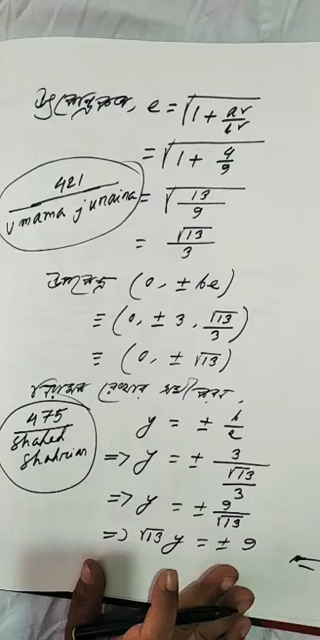 উৎকেন্দ্রিকতা, e = √(1 + a²/b²)
= √(1 + 4/9)
= √(13/9)
= √13/3
421
umama junaina
উপকেন্দ্র (0, ± be)
≡ (0, ± 3 . √13/3)
≡ (0, ± √13)
নিয়ামক রেখার সমীকরণ,
475
Shahed
Shahriar
y = ± b/e
=> y = ± 3/(√13/3)
=> y = ± 9/√13
=> √13 y = ± 9